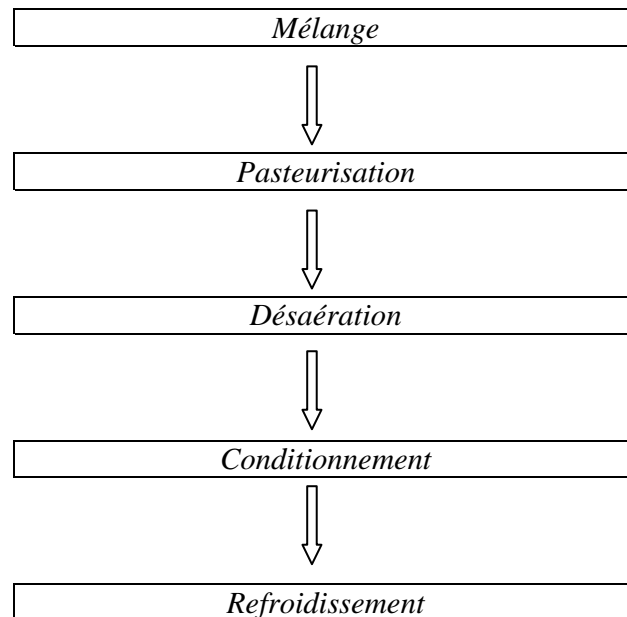 Mélange
Pasteurisation
Désaération
Conditionnement
Refroidissement